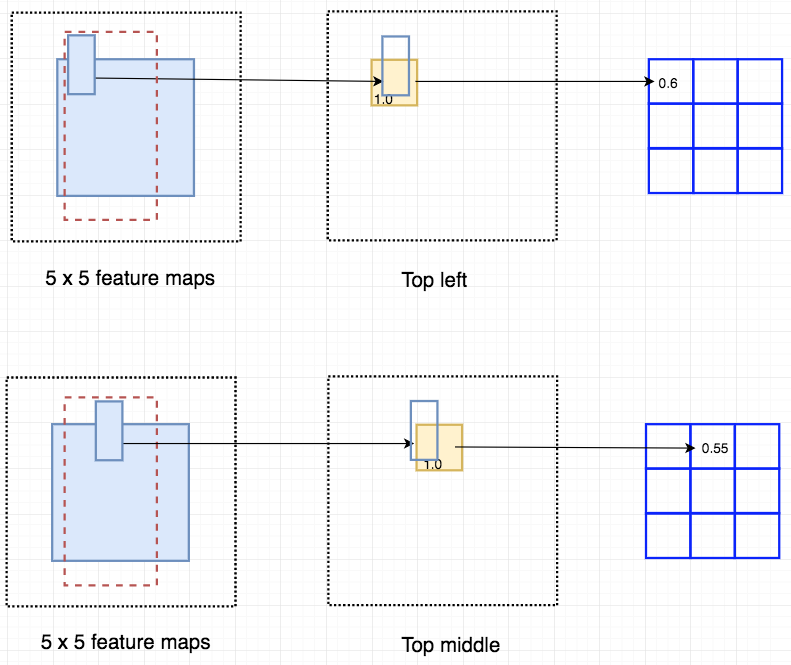 1.0
0.6
5 x 5 feature maps
Top left
1.0
0.55
5 x 5 feature maps
Top middle